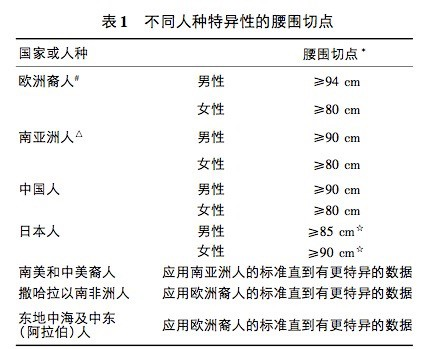 表1 不同人种特异性的腰围切点
国家或人种 腰围切点*
欧洲裔人# 男性 ≥94 cm
女性 ≥80 cm
南亚洲人△ 男性 ≥90 cm
女性 ≥80 cm
中国人 男性 ≥90 cm
女性 ≥80 cm
日本人 男性 ≥85 cm☆
女性 ≥90 cm☆
南美和中美裔人 应用南亚洲人的标准直到有更特异的数据
撒哈拉以南非洲人 应用欧洲裔人的标准直到有更特异的数据
东地中海及中东
(阿拉伯)人 应用欧洲裔人的标准直到有更特异的数据